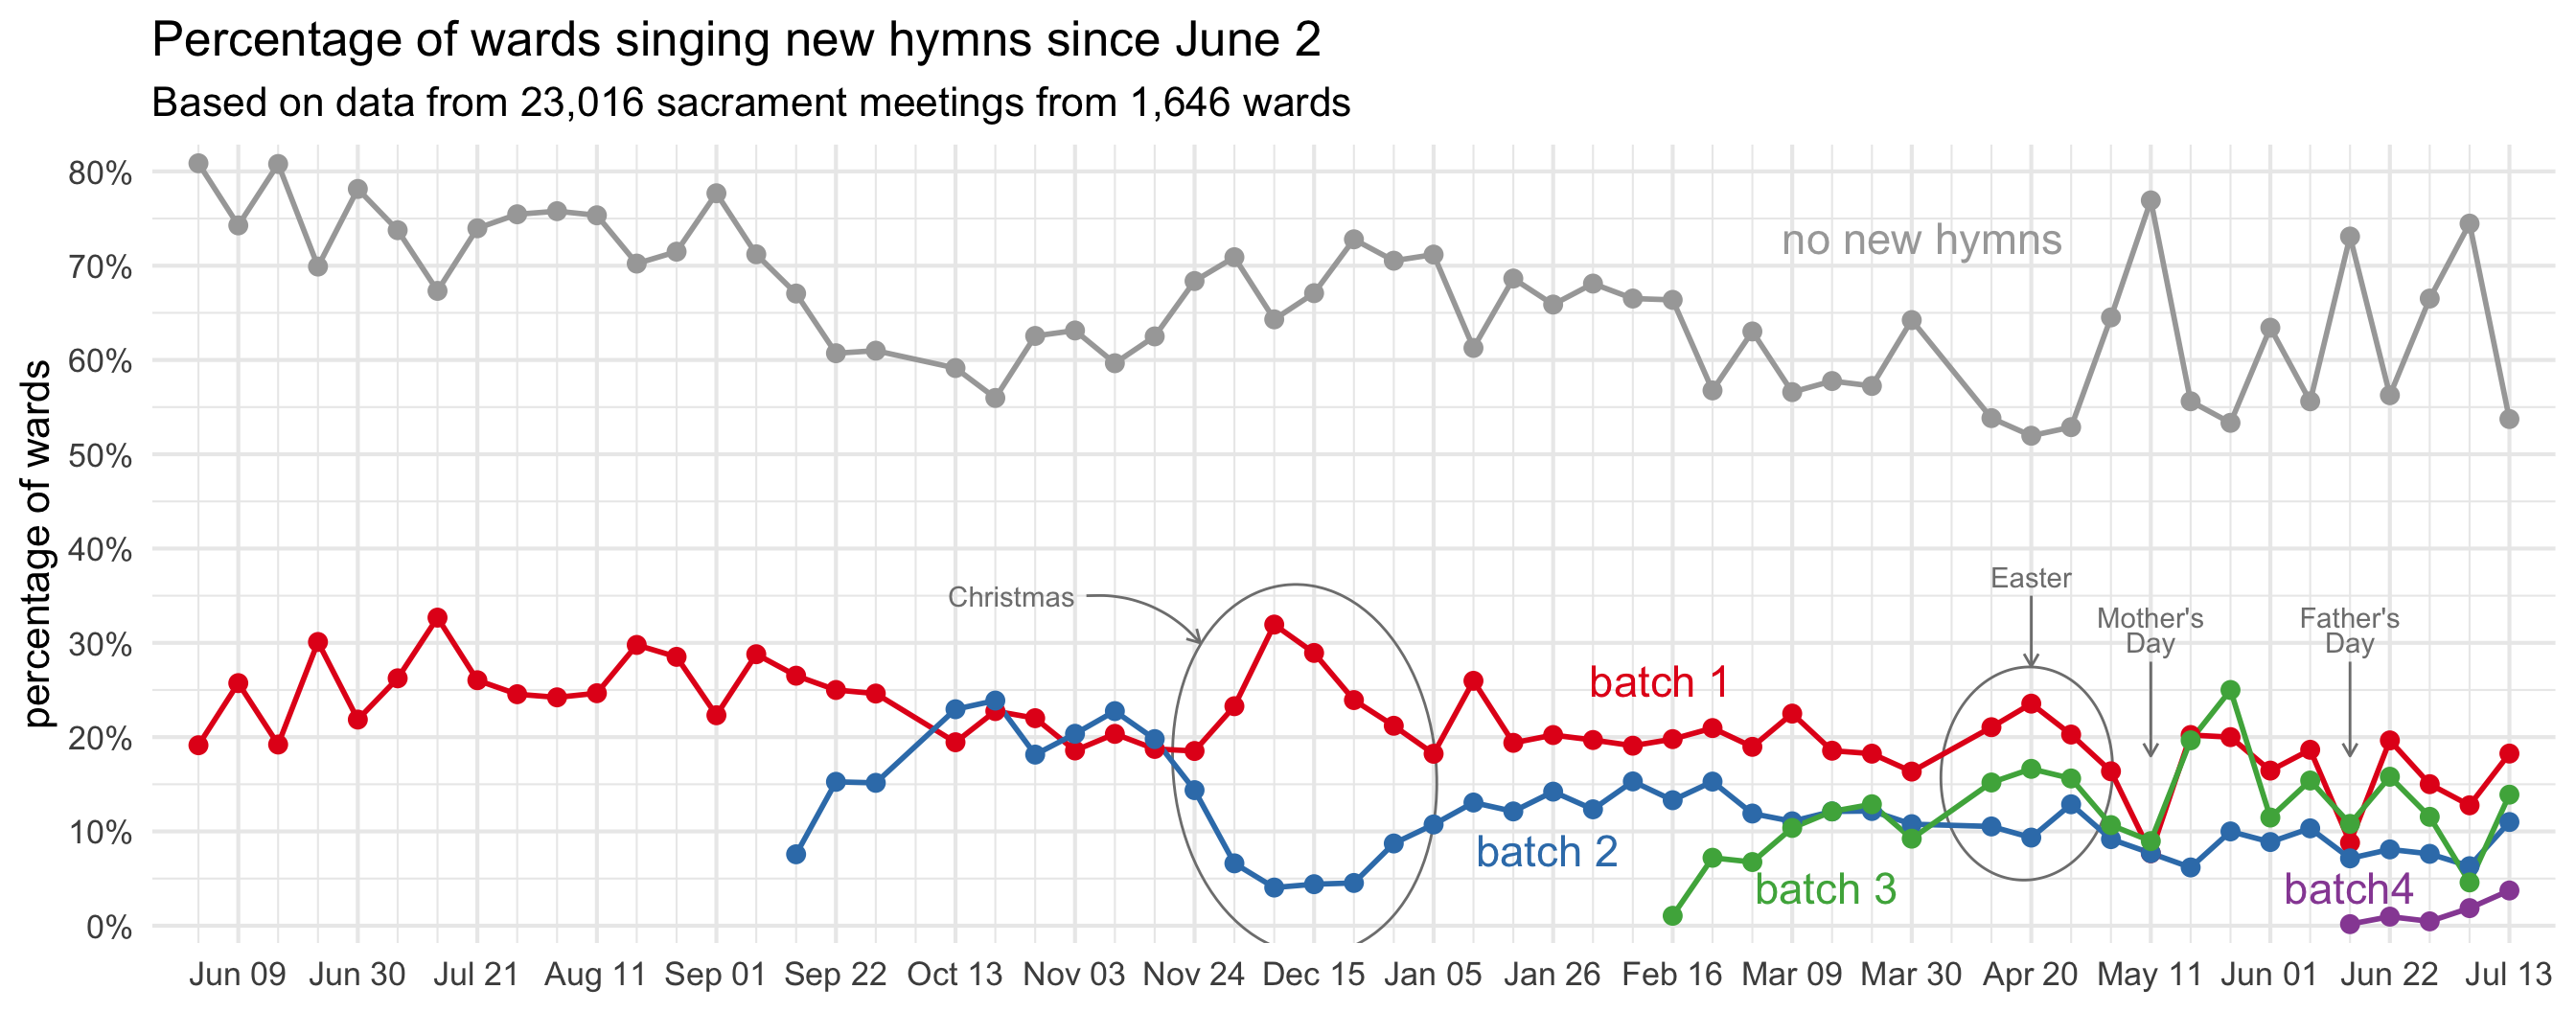 Percentage of wards singing new hymns since June 2
Based on data from 23,016 sacrament meetings from 1,646 wards
percentage of wards
80%
70%
60%
50%
40%
30%
20%
10%
0%
no new hymns
Christmas
Easter
Mother's
Day
Father's
Day
batch 1
batch 2
batch 3
batch4
Jun 09 Jun 30 Jul 21 Aug 11 Sep 01 Sep 22 Oct 13 Nov 03 Nov 24 Dec 15 Jan 05 Jan 26 Feb 16 Mar 09 Mar 30 Apr 20 May 11 Jun 01 Jun 22 Jul 13